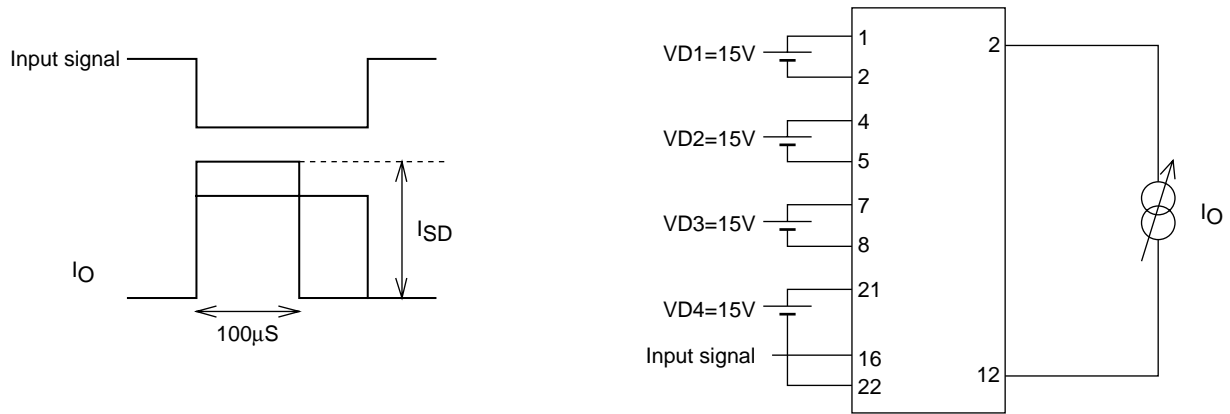 Input signal
IO
ISD
100µS
VD1=15V
1
2
VD2=15V
4
5
VD3=15V
7
8
VD4=15V
21
Input signal
16
22
2
12
IO